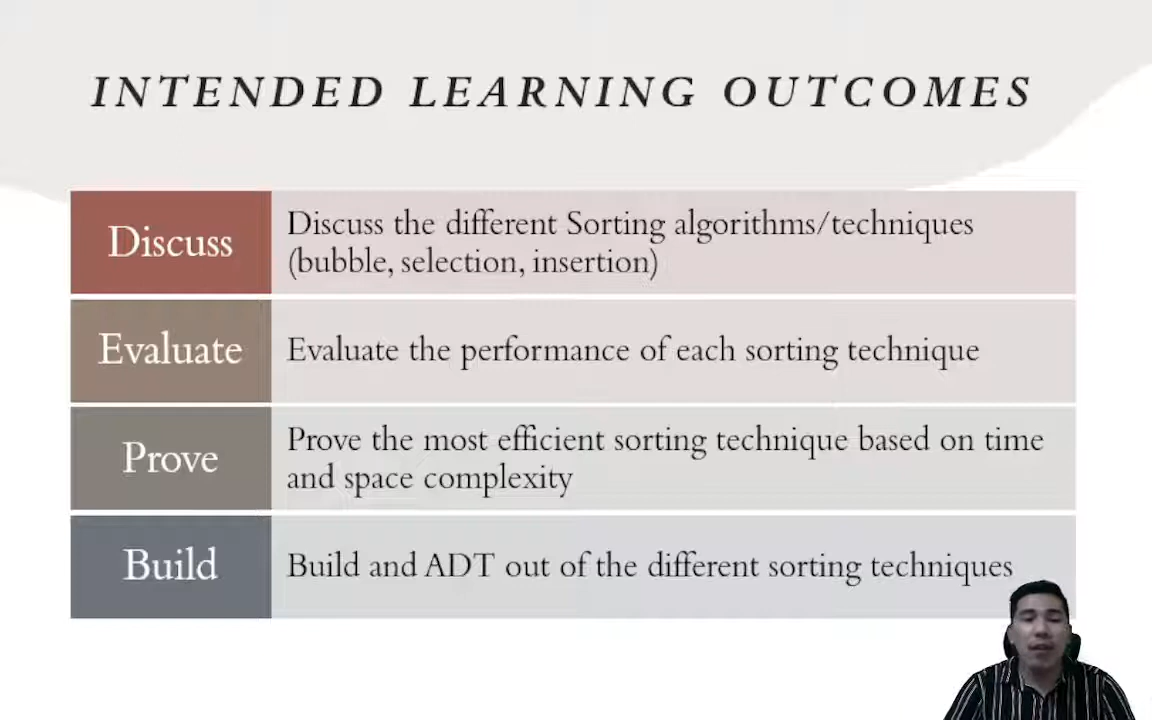 INTENDED LEARNING OUTCOMES
Discuss
Discuss the different Sorting algorithms/techniques
(bubble, selection, insertion)
Evaluate
Evaluate the performance of each sorting technique
Prove
Prove the most efficient sorting technique based on time
and space complexity
Build
Build and ADT out of the different sorting techniques